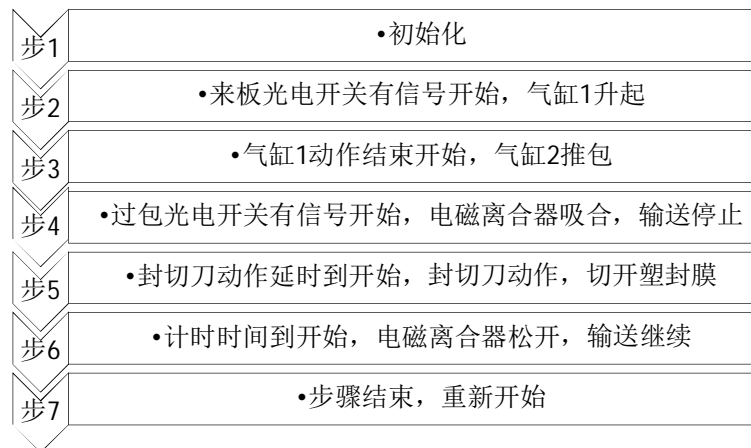 步1
•初始化
步2
•来板光电开关有信号开始，气缸1升起
步3
•气缸1动作结束开始，气缸2推包
步4
•过包光电开关有信号开始，电磁离合器吸合，输送停止
步5
•封切刀动作延时到开始，封切刀动作，切开塑封膜
步6
•计时时间到开始，电磁离合器松开，输送继续
步7
•步骤结束，重新开始